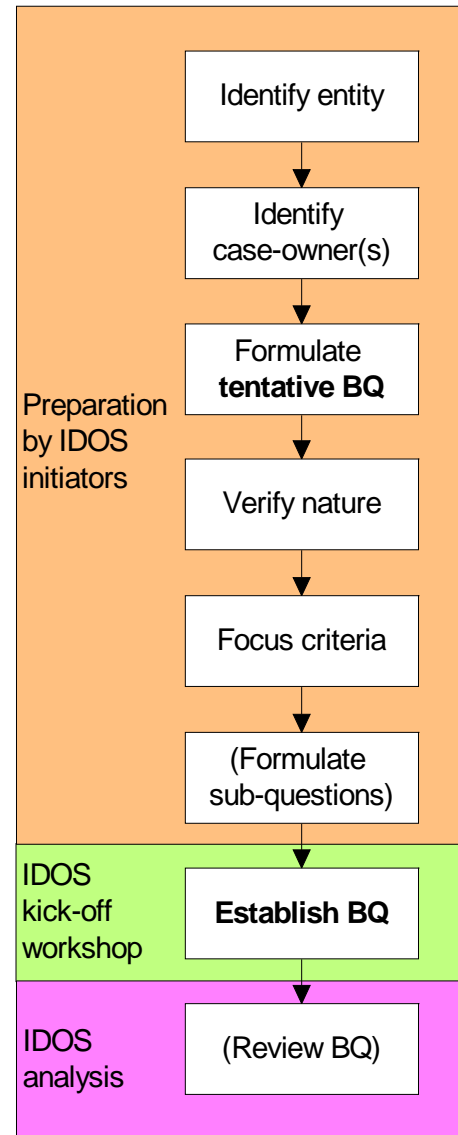 Identify entity
Identify
case-owner(s)
Formulate
tentative BQ
Preparation
by IDOS
initiators
Verify nature
Focus criteria
(Formulate
sub-questions)
IDOS
kick-off
workshop
Establish BQ
IDOS
analysis
(Review BQ)